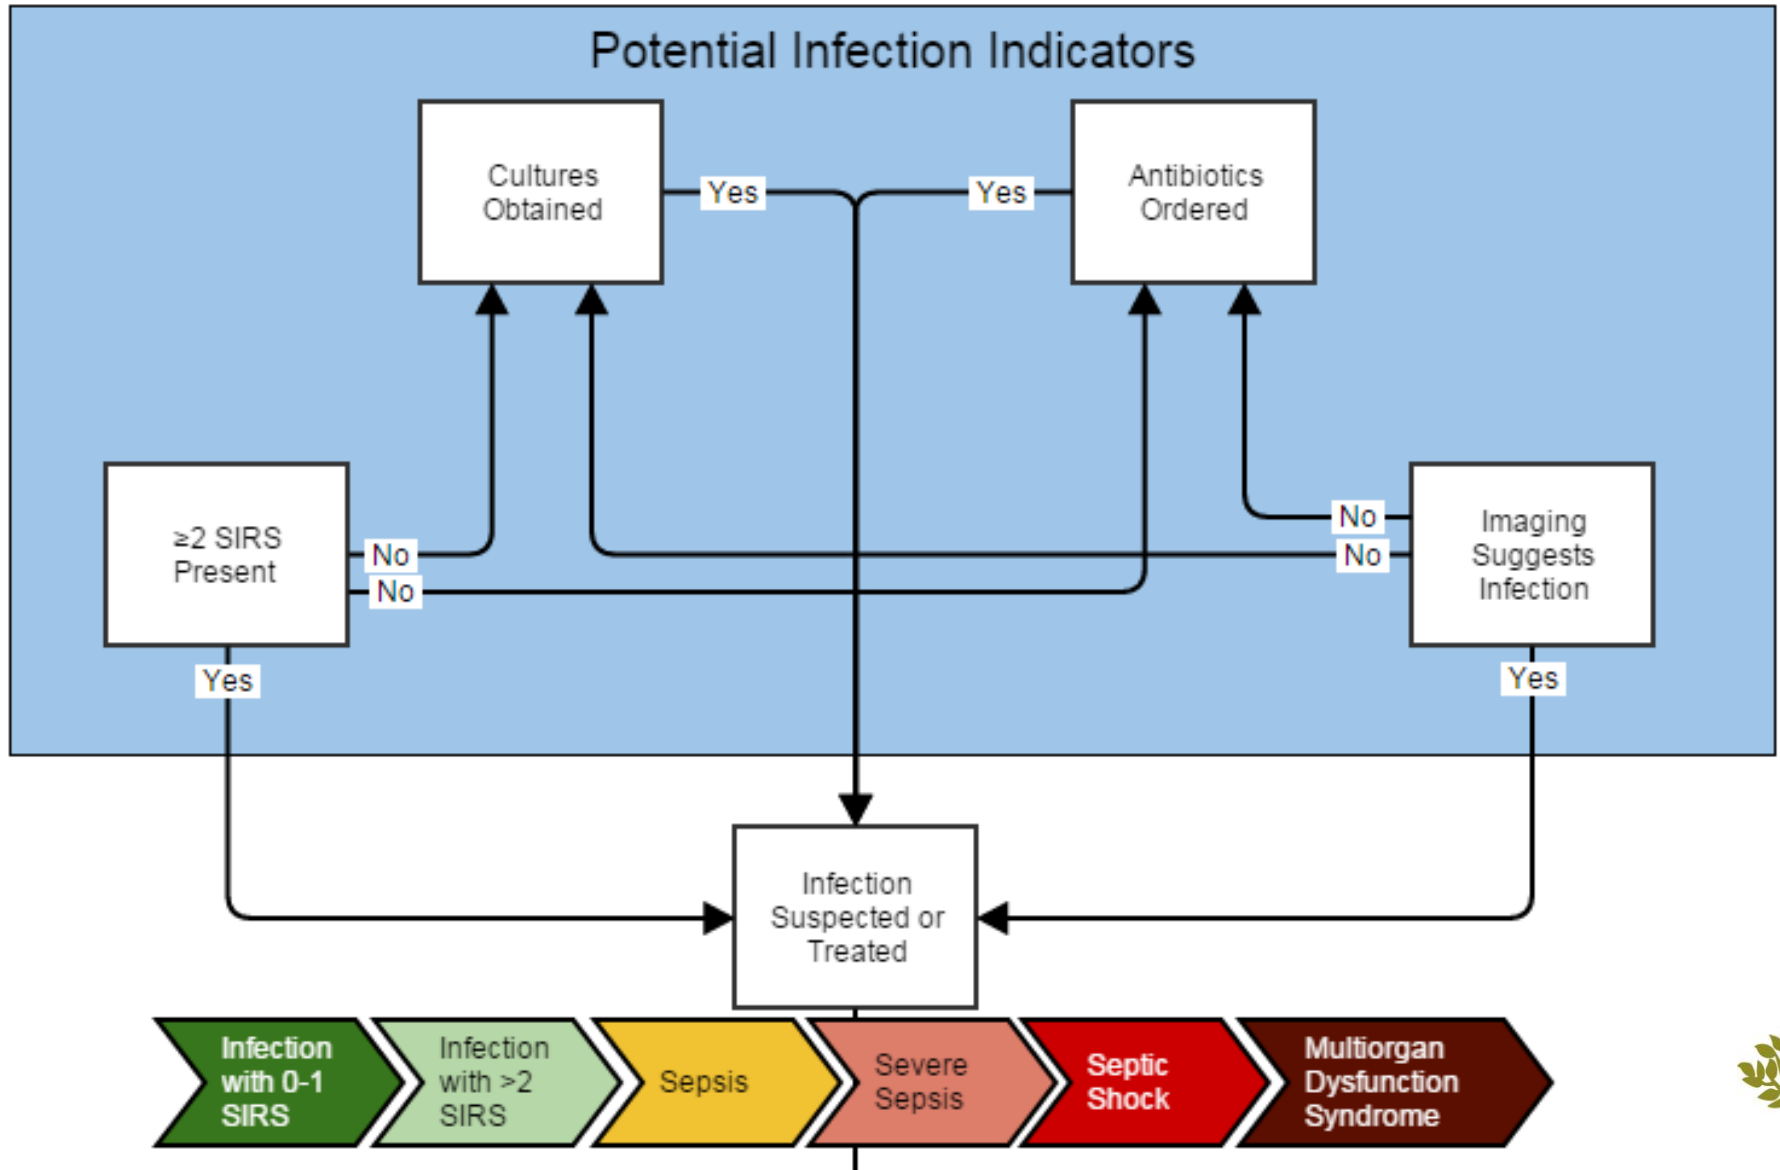 Potential Infection Indicators
Cultures
Obtained
Yes
Yes
Antibiotics
Ordered
≥2 SIRS
Present
No
No
No
No
Imaging
Suggests
Infection
Yes
Yes
Infection
Suspected or
Treated
Infection
with 0-1
SIRS
Infection
with >2
SIRS
Sepsis
Severe
Sepsis
Septic
Shock
Multiorgan
Dysfunction
Syndrome